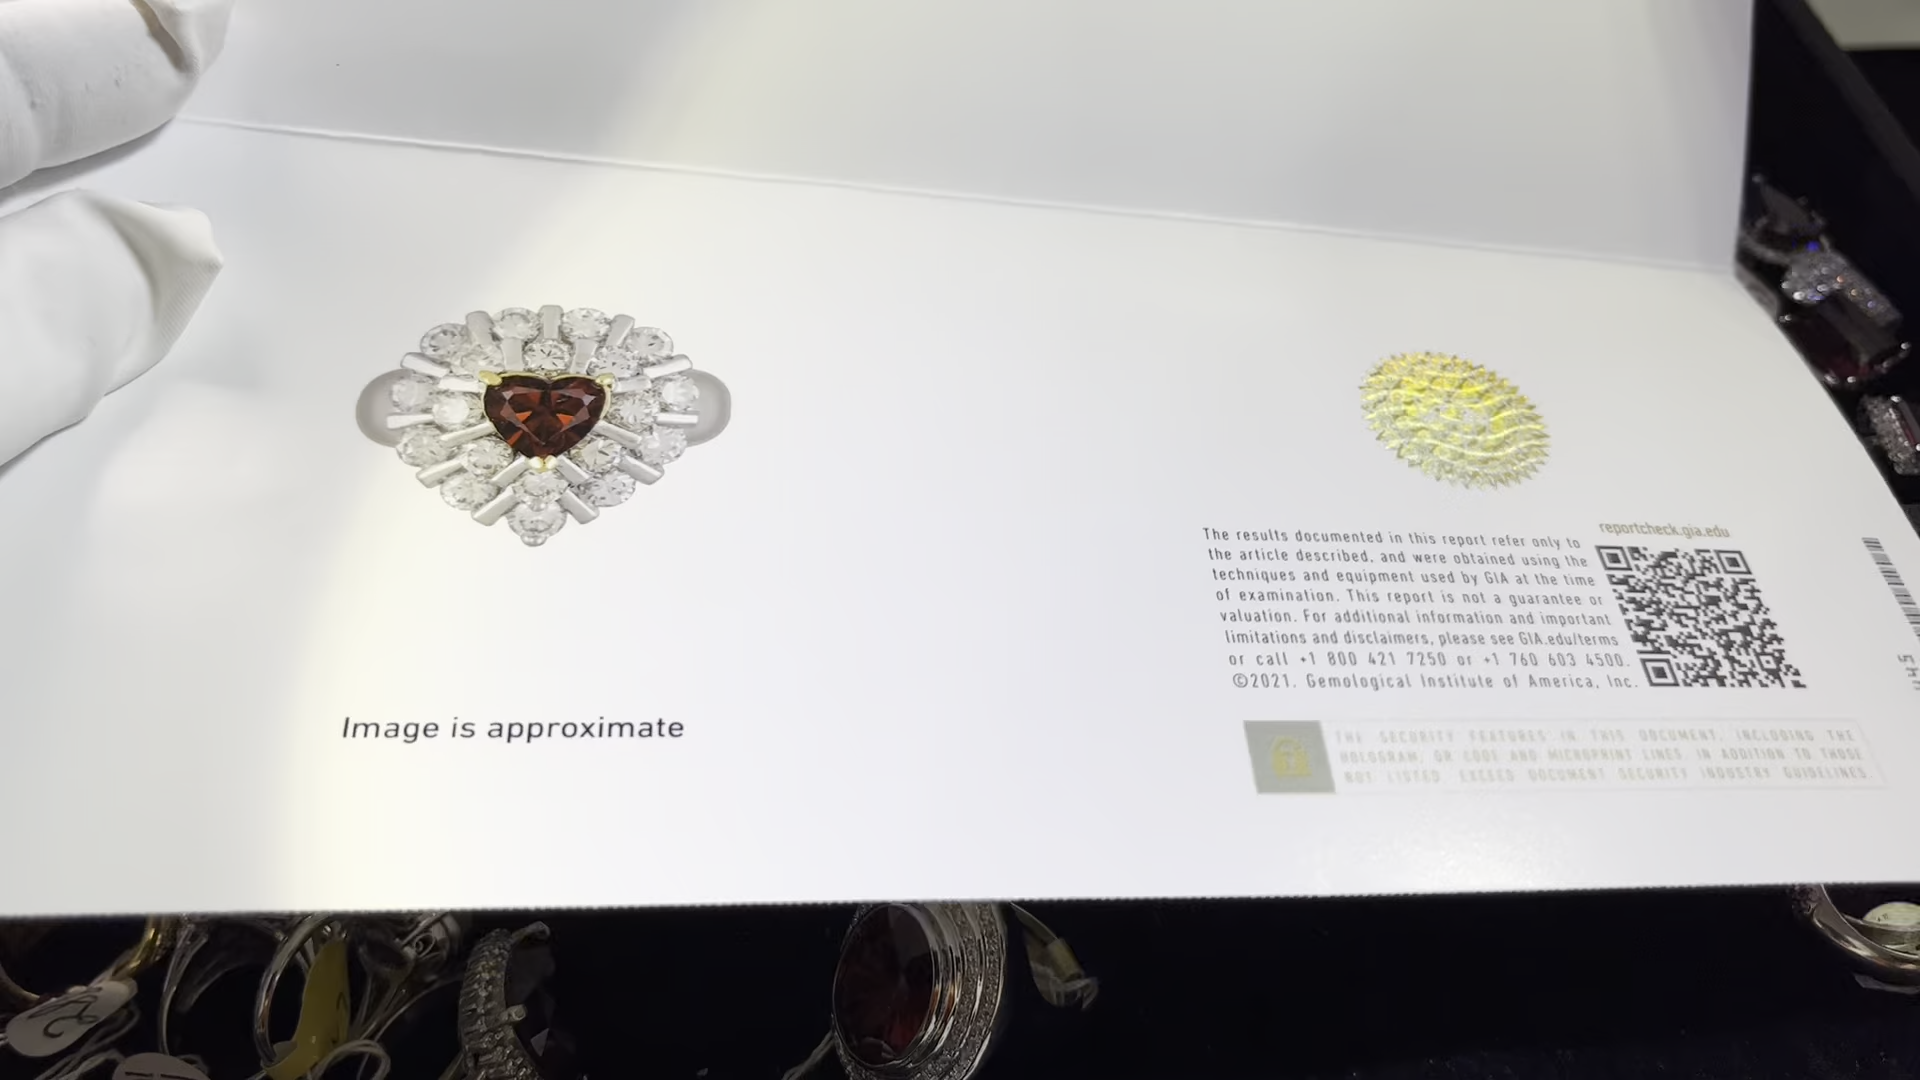 reportcheck.gia.edu
The results documented in this report refer only to
the article described, and were obtained using the
techniques and equipment used by GIA at the time
of examination. This report is not a guarantee or
valuation. For additional information and important
limitations and disclaimers, please see GIA.edu/terms
or call +1 800 421 7250 or +1 760 603 4500.
©2021. Gemological Institute of America, Inc.
Image is approximate
THE SECURITY FEATURES IN THIS DOCUMENT, INCLUDING THE
HOLOGRAM, QR CODE AND MICROPRINT LINES IN ADDITION TO THOSE
NOT LISTED, EXCEED DOCUMENT SECURITY INDUSTRY GUIDELINES.